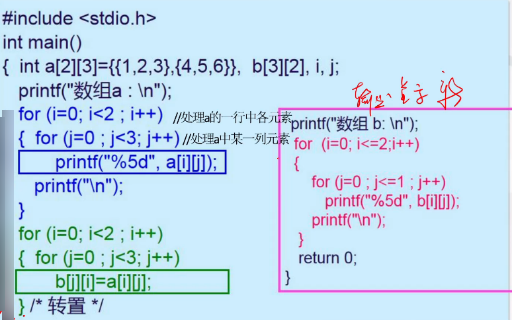 #include <stdio.h>
int main()
{ int a[2][3]={{1,2,3},{4,5,6}}, b[3][2], i, j;
printf("数组a : \n");
for (i=0; i<2 ; i++) //处理a的一行中各元素
{ for (j=0 ; j<3; j++) //处理a中某一列元素
printf("%5d", a[i][j]);
printf("\n");
}
for (i=0; i<2 ; i++)
{ for (j=0 ; j<3; j++)
b[j][i]=a[i][j];
} /* 转置 */
printf("数组 b: \n");
for (i=0; i<=2;i++)
{
for (j=0 ; j<=1 ; j++)
printf("%5d", b[i][j]);
printf("\n");
}
return 0;
}